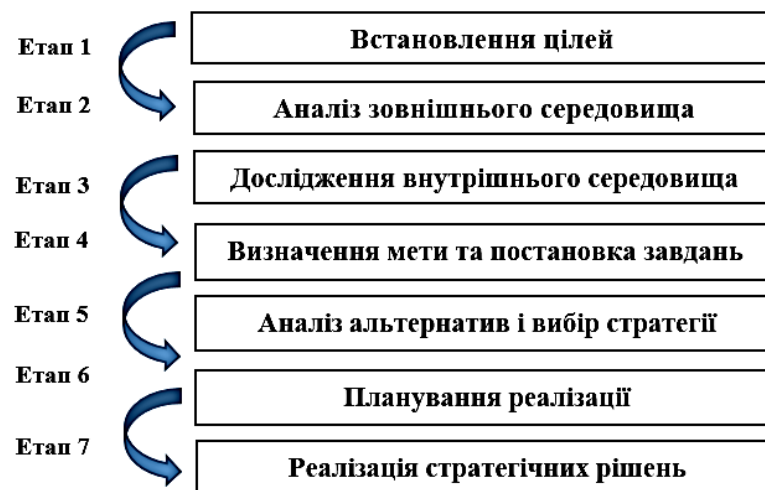 Етап 1
Встановлення цілей
Етап 2
Аналіз зовнішнього середовища
Етап 3
Дослідження внутрішнього середовища
Етап 4
Визначення мети та постановка завдань
Етап 5
Аналіз альтернатив і вибір стратегії
Етап 6
Планування реалізації
Етап 7
Реалізація стратегічних рішень